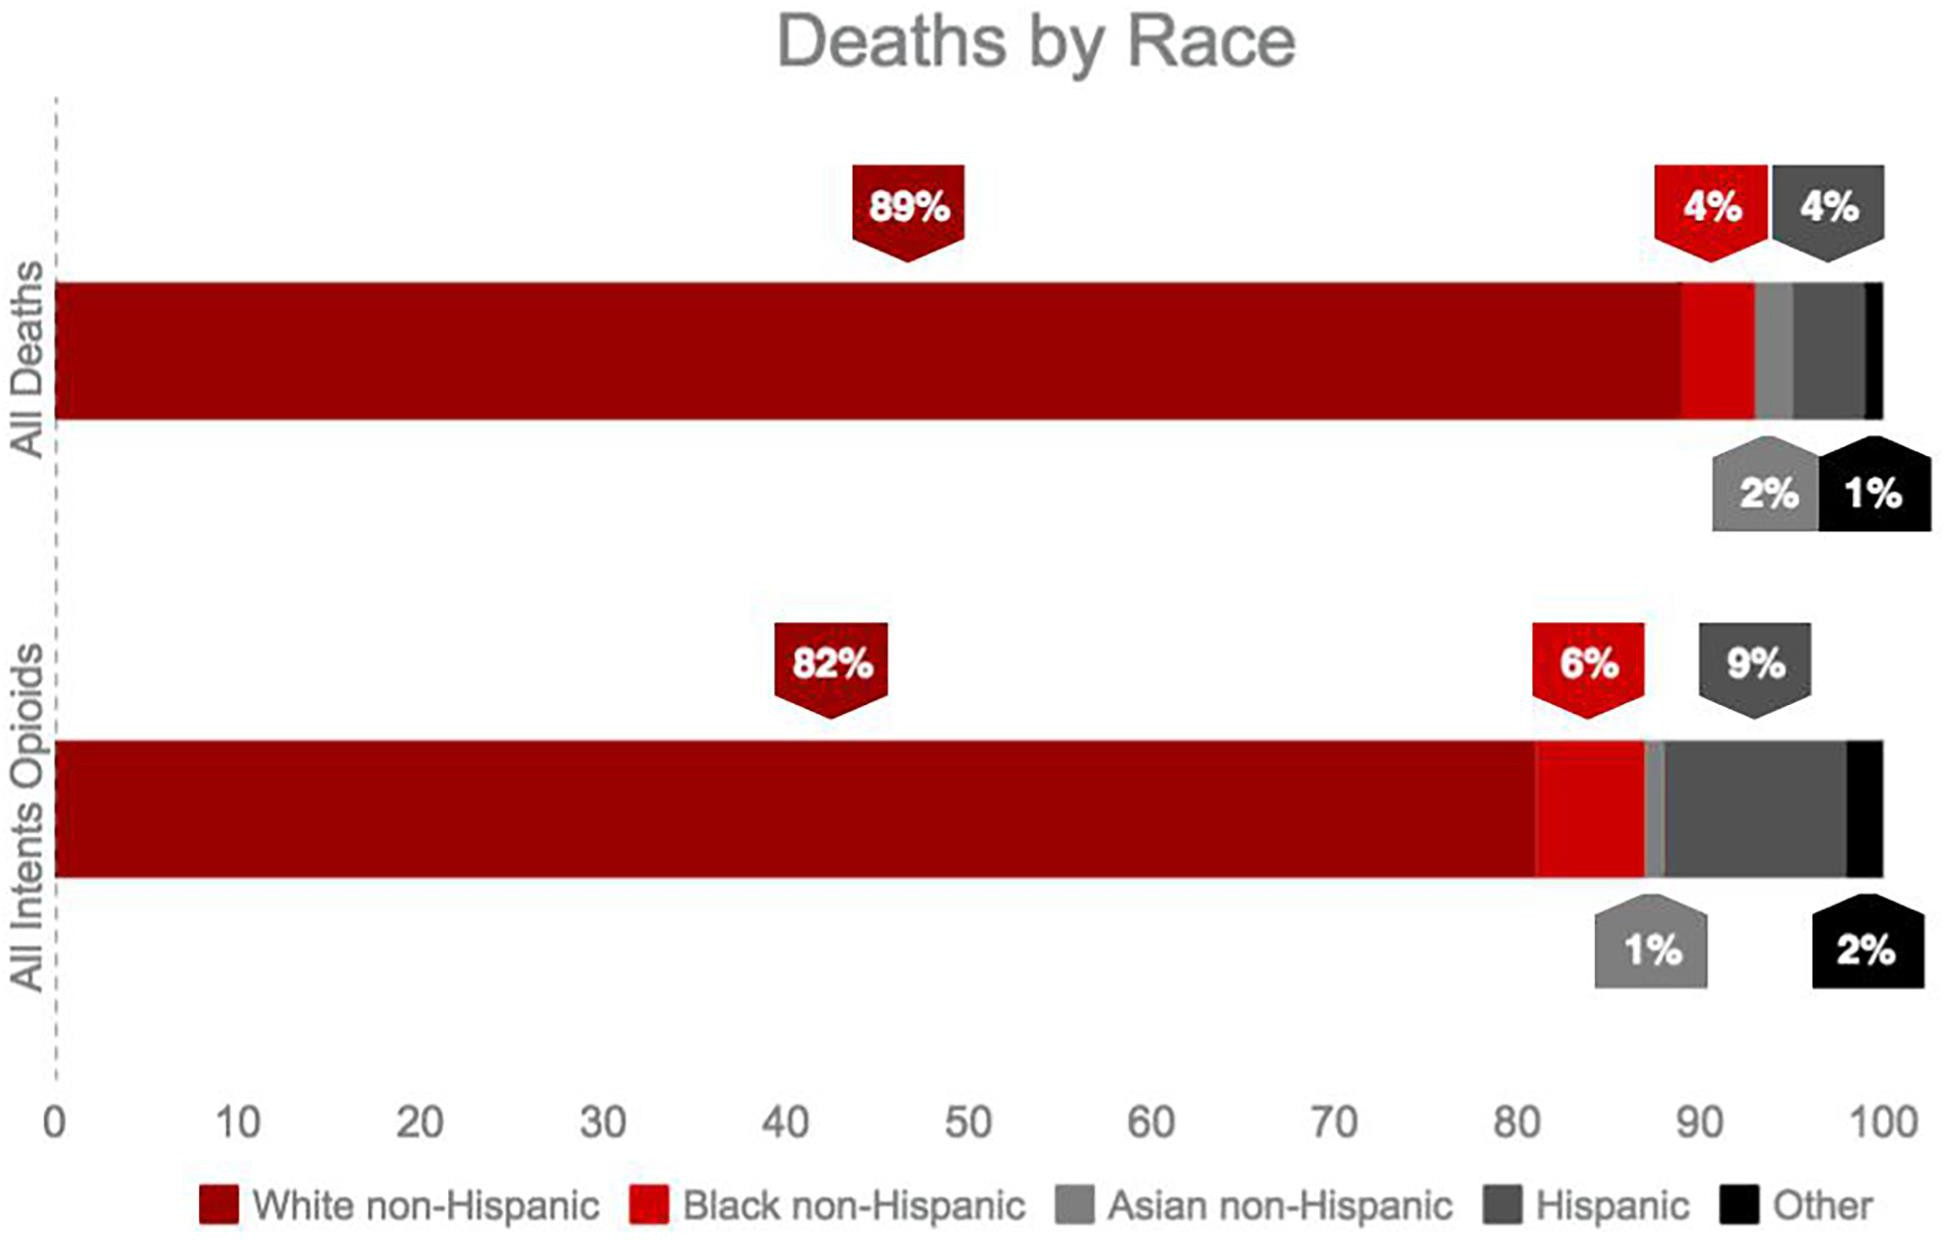 Deaths by Race
All Deaths
89%
4%
4%
2%
1%
All Intents Opioids
82%
6%
9%
1%
2%
0 10 20 30 40 50 60 70 80 90 100
White non-Hispanic Black non-Hispanic Asian non-Hispanic Hispanic Other